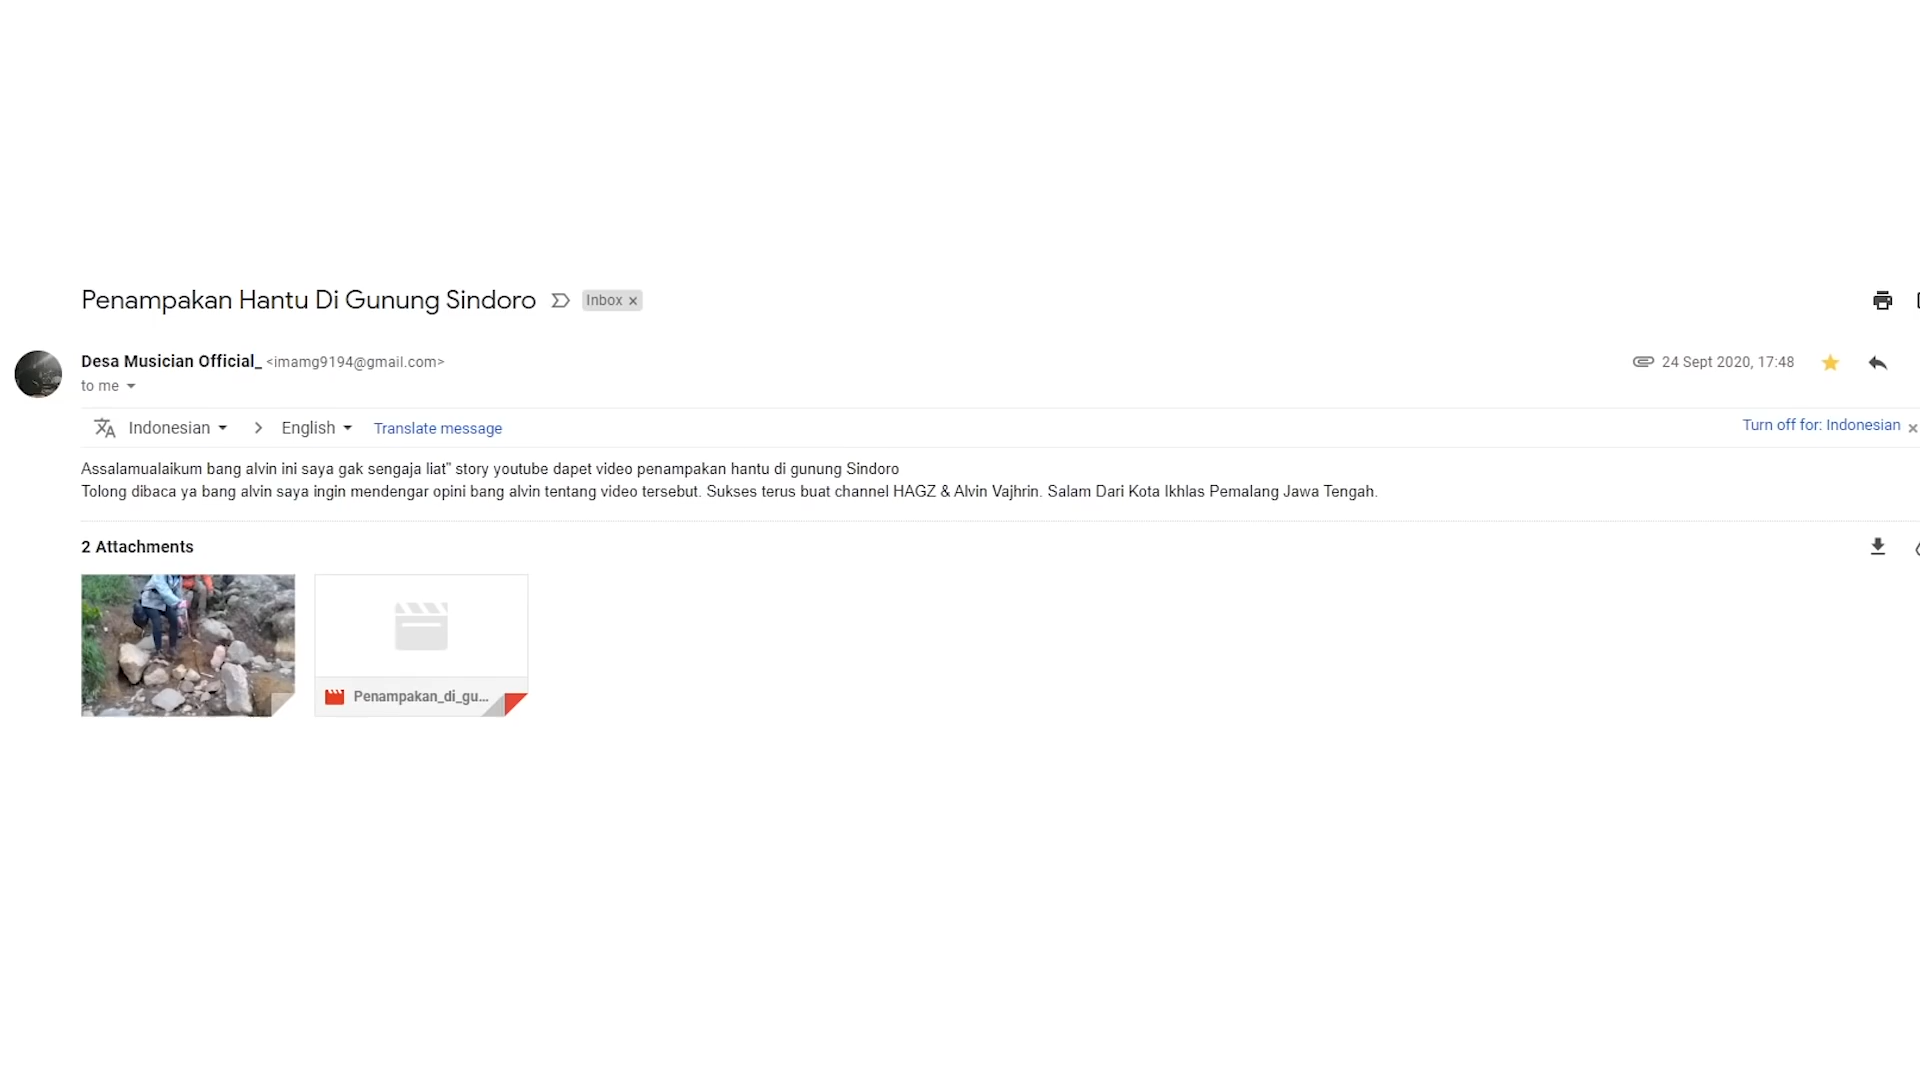 Penampakan Hantu Di Gunung Sindoro Inbox x
Desa Musician Official_ <imamg9194@gmail.com> 24 Sept 2020, 17:48
to me
Indonesian > English Translate message Turn off for: Indonesian x
Assalamualaikum bang alvin ini saya gak sengaja liat" story youtube dapet video penampakan hantu di gunung Sindoro
Tolong dibaca ya bang alvin saya ingin mendengar opini bang alvin tentang video tersebut. Sukses terus buat channel HAGZ & Alvin Vajhrin. Salam Dari Kota Ikhlas Pemalang Jawa Tengah.
2 Attachments
Penampakan_di_gu...